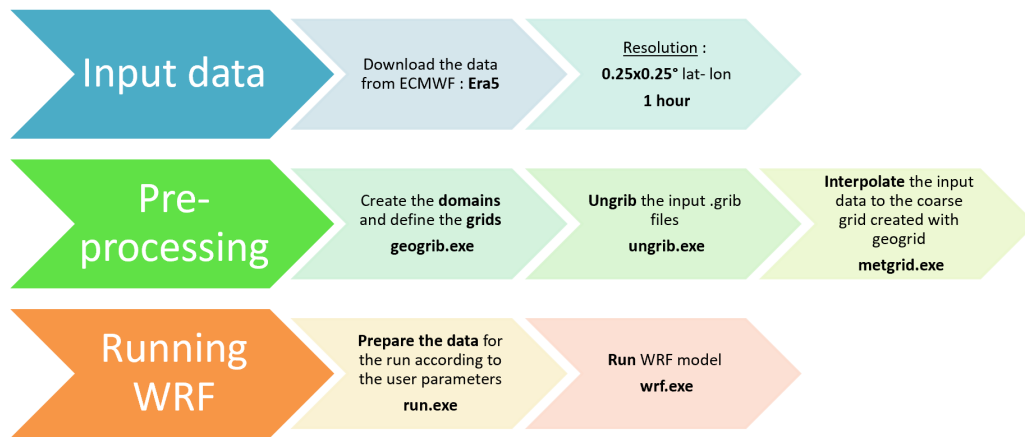 Input data
Download the data
from ECMWF : Era5
Resolution :
0.25x0.25° lat- lon
1 hour
Pre-
processing
Create the domains
and define the grids
geogrib.exe
Ungrib the input .grib
files
ungrib.exe
Interpolate the input
data to the coarse
grid created with
geogrid
metgrid.exe
Running
WRF
Prepare the data for
the run according to
the user parameters
run.exe
Run WRF model
wrf.exe